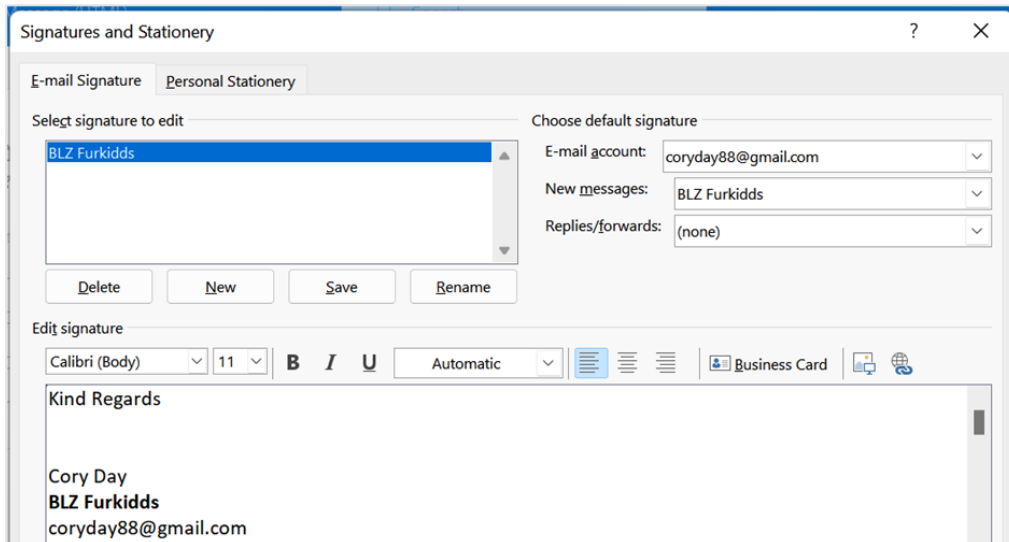 Signatures and Stationery ?
E-mail Signature Personal Stationery
Select signature to edit
BLZ Furkidds
Delete New Save Rename
Choose default signature
E-mail account: coryday88@gmail.com
New messages: BLZ Furkidds
Replies/forwards: (none)
Edit signature
Calibri (Body) 11 B I U Automatic Business Card
Kind Regards
Cory Day
BLZ Furkidds
coryday88@gmail.com